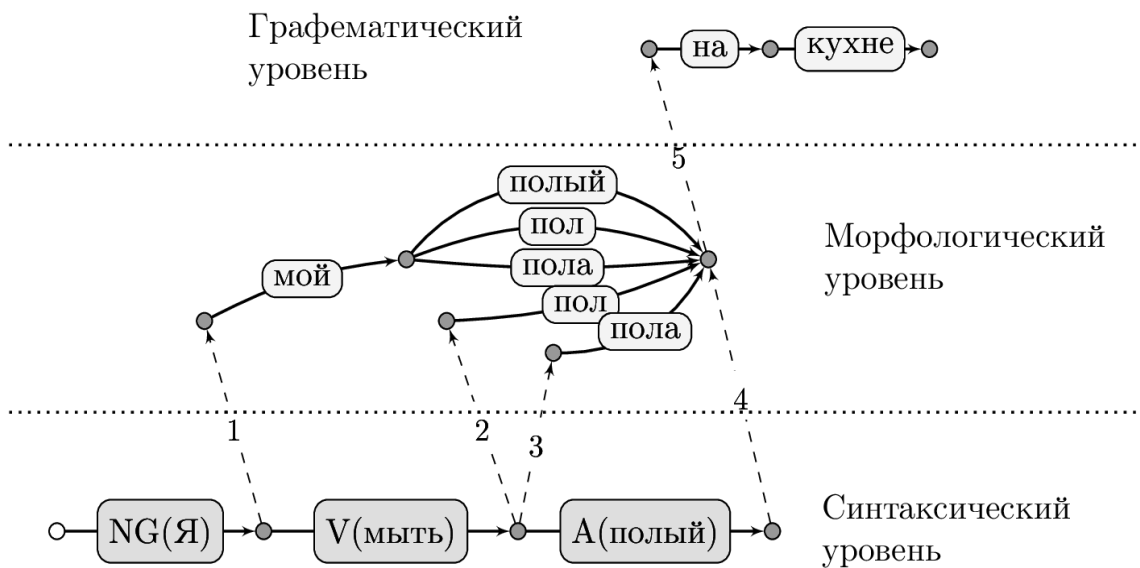 Графематический
уровень
на
кухне
5
полый
пол
пола
мой
пол
пола
Морфологический
уровень
1
2
3
4
NG(Я)
V(мыть)
A(полый)
Синтаксический
уровень